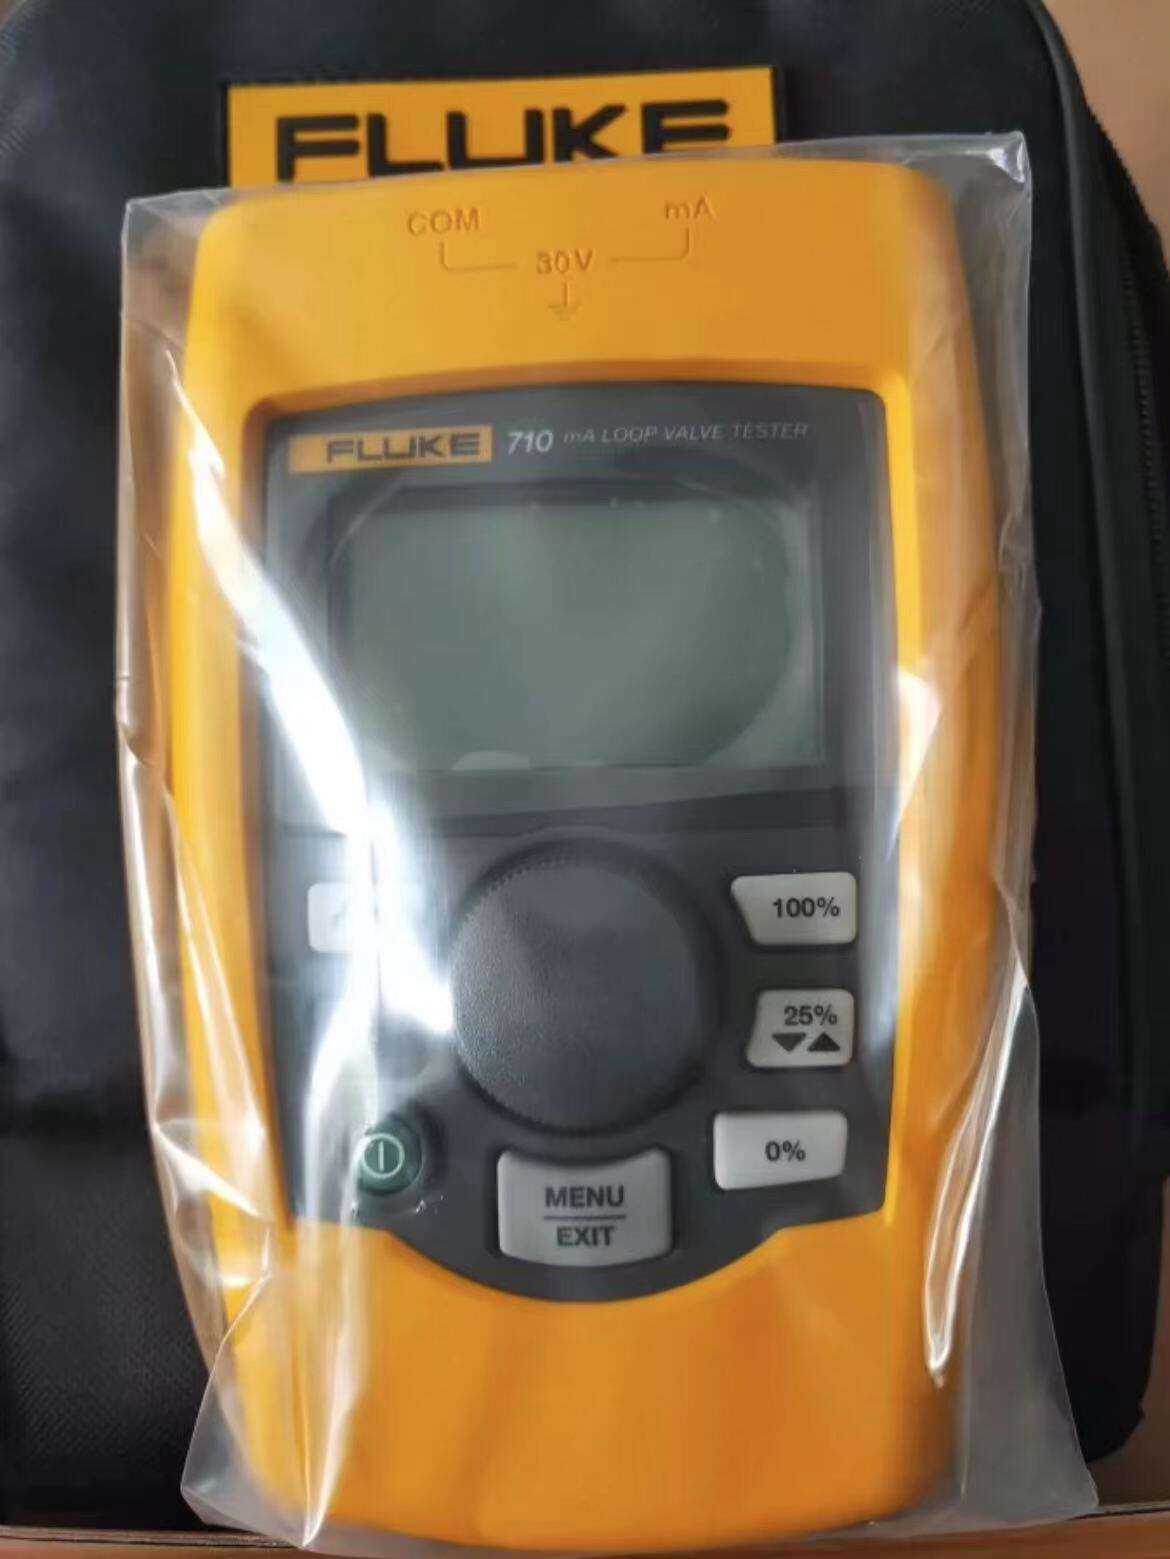 FLUKE
COM mA
30V
FLUKE 710 mA LOOP VALVE TESTER
100%
25%
0%
MENU
EXIT